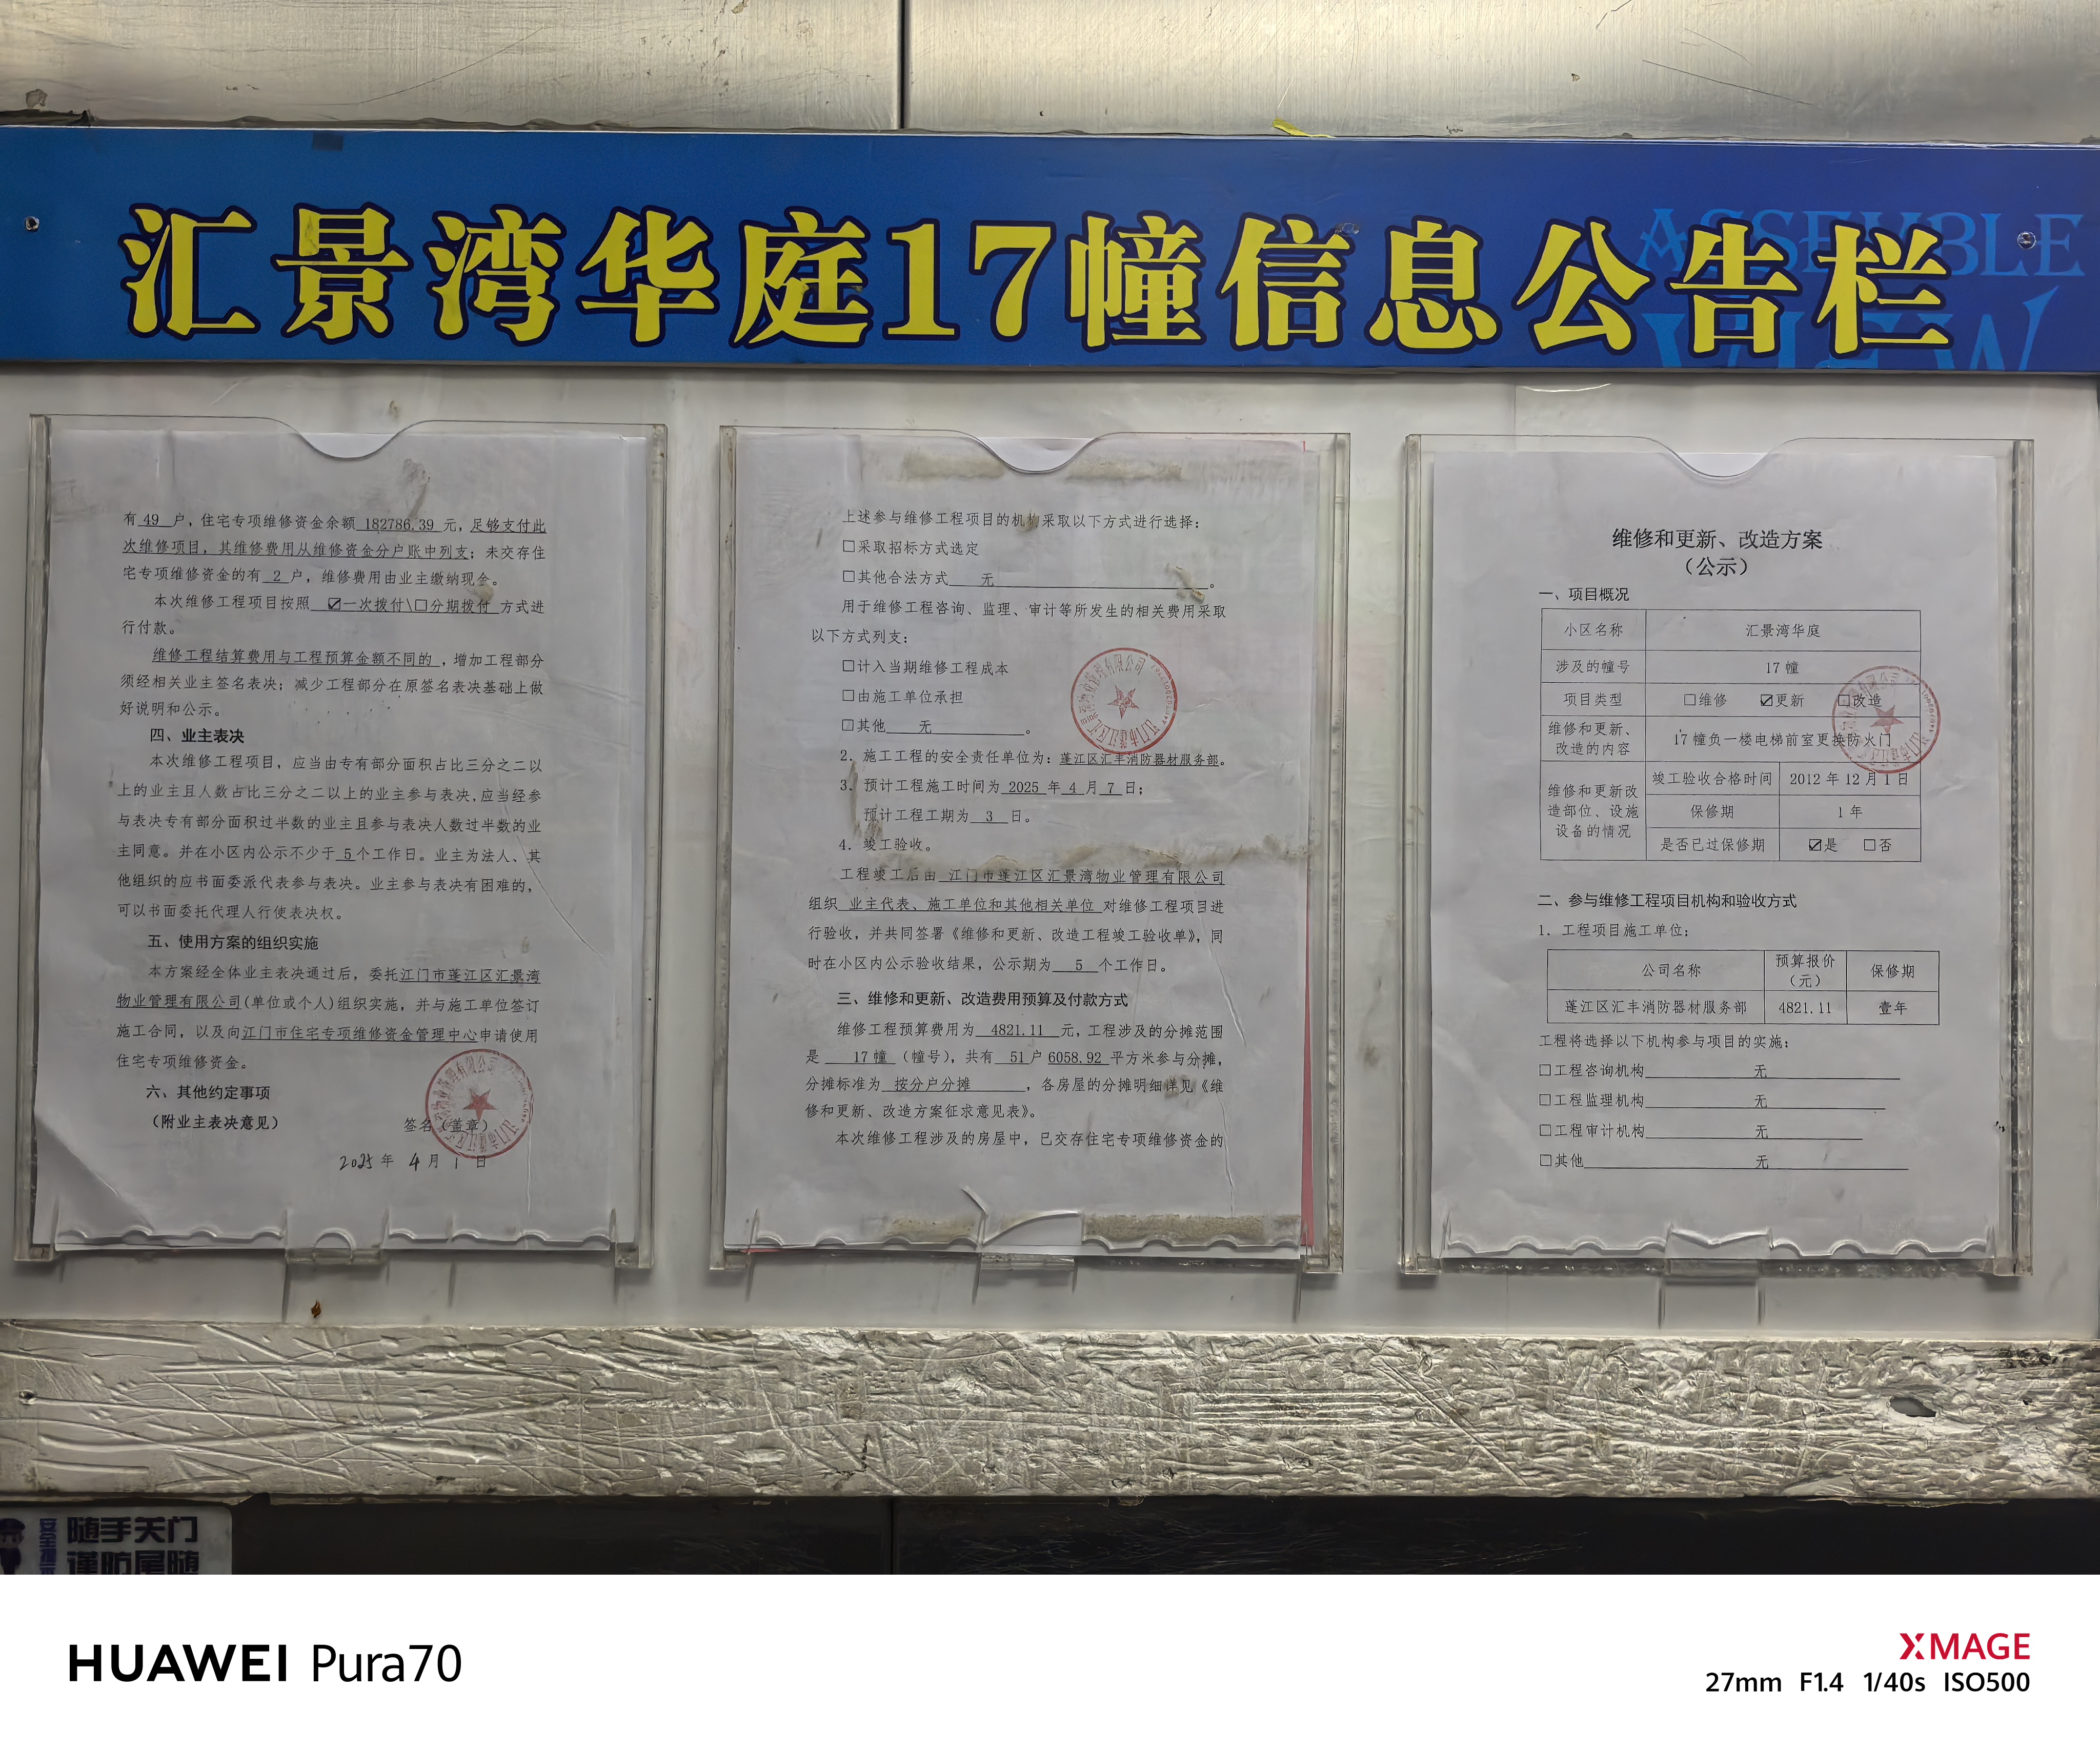 汇景湾华庭17幢信息公告栏
ASSEMBLE
VIEW
有 49 户，住宅专项维修资金余额 182786.39 元，足够支付此
次维修项目，其维修费用从维修资金分户账中列支；未交存住
宅专项维修资金的有 2 户，维修费用由业主缴纳现金。
本次维修工程项目按照 ☑一次拨付\□分期拨付 方式进
行付款。
维修工程结算费用与工程预算金额不同的，增加工程部分
须经相关业主签名表决；减少工程部分在原签名表决基础上做
好说明和公示。
四、业主表决
本次维修工程项目，应当由专有部分面积占比三分之二以
上的业主且人数占比三分之二以上的业主参与表决,应当经参
与表决专有部分面积过半数的业主且参与表决人数过半数的业
主同意。并在小区内公示不少于 5个工作日。业主为法人、其
他组织的应书面委派代表参与表决。业主参与表决有困难的，
可以书面委托代理人行使表决权。
五、使用方案的组织实施
本方案经全体业主表决通过后，委托江门市蓬江区汇景湾
物业管理有限公司(单位或个人)组织实施，并与施工单位签订
施工合同，以及向江门市住宅专项维修资金管理中心申请使用
住宅专项维修资金。
六、其他约定事项
（附业主表决意见）
签名（盖章）
2025 年 4 月 1 日
上述参与维修工程项目的机构采取以下方式进行选择：
□采取招标方式选定
□其他合法方式 无 。
用于维修工程咨询、监理、审计等所发生的相关费用采取
以下方式列支：
□计入当期维修工程成本
□由施工单位承担
□其他 无 。
2. 施工工程的安全责任单位为：蓬江区汇丰消防器材服务部。
3. 预计工程施工时间为 2025 年 4 月 7 日；
预计工程工期为 3 日。
4. 竣工验收。
工程竣工后由 江门市蓬江区汇景湾物业管理有限公司
组织 业主代表、施工单位和其他相关单位 对维修工程项目进
行验收，并共同签署《维修和更新、改造工程竣工验收单》，同
时在小区内公示验收结果，公示期为 5 个工作日。
三、维修和更新、改造费用预算及付款方式
维修工程预算费用为 4821.11 元，工程涉及的分摊范围
是 17 幢 （幢号），共有 51户 6058.92 平方米参与分摊，
分摊标准为 按分户分摊 ，各房屋的分摊明细详见《维
修和更新、改造方案征求意见表》。
本次维修工程涉及的房屋中，已交存住宅专项维修资金的
维修和更新、改造方案
（公示）
一、项目概况
小区名称 汇景湾华庭
涉及的幢号 17 幢
项目类型 □维修 ☑更新 □改造
维修和更新、改造的内容 17 幢负一楼电梯前室更换防火门
维修和更新改造部位、设施设备的情况 竣工验收合格时间 2012 年 12 月 1 日
保修期 1 年
是否已过保修期 ☑是 □否
二、参与维修工程项目机构和验收方式
1. 工程项目施工单位：
公司名称 预算报价（元） 保修期
蓬江区汇丰消防器材服务部 4821.11 壹年
工程将选择以下机构参与项目的实施：
□工程咨询机构 无
□工程监理机构 无
□工程审计机构 无
□其他 无
随手关门
谨防尾随
HUAWEI Pura70
XMAGE
27mm F1.4 1/40s ISO500